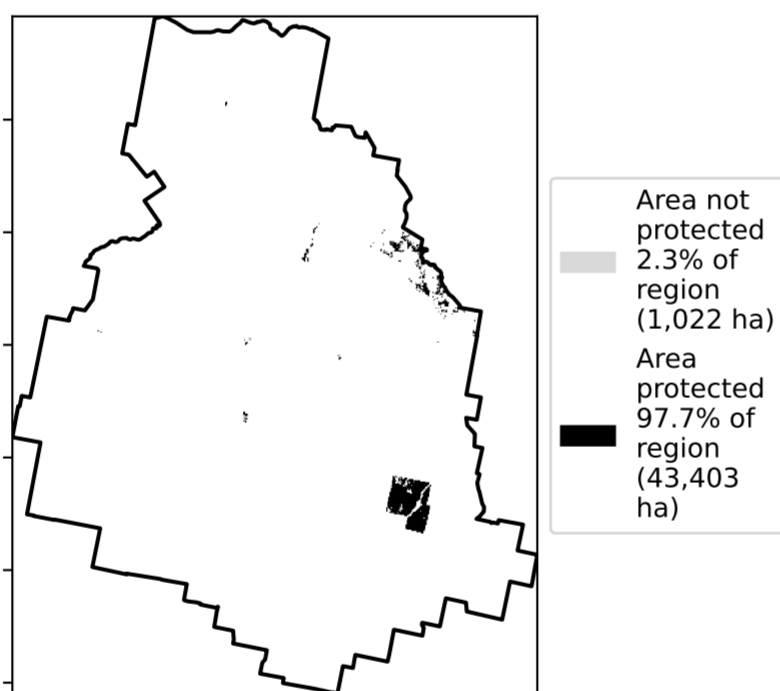 Area not
protected
2.3% of
region
(1,022 ha)
Area
protected
97.7% of
region
(43,403
ha)